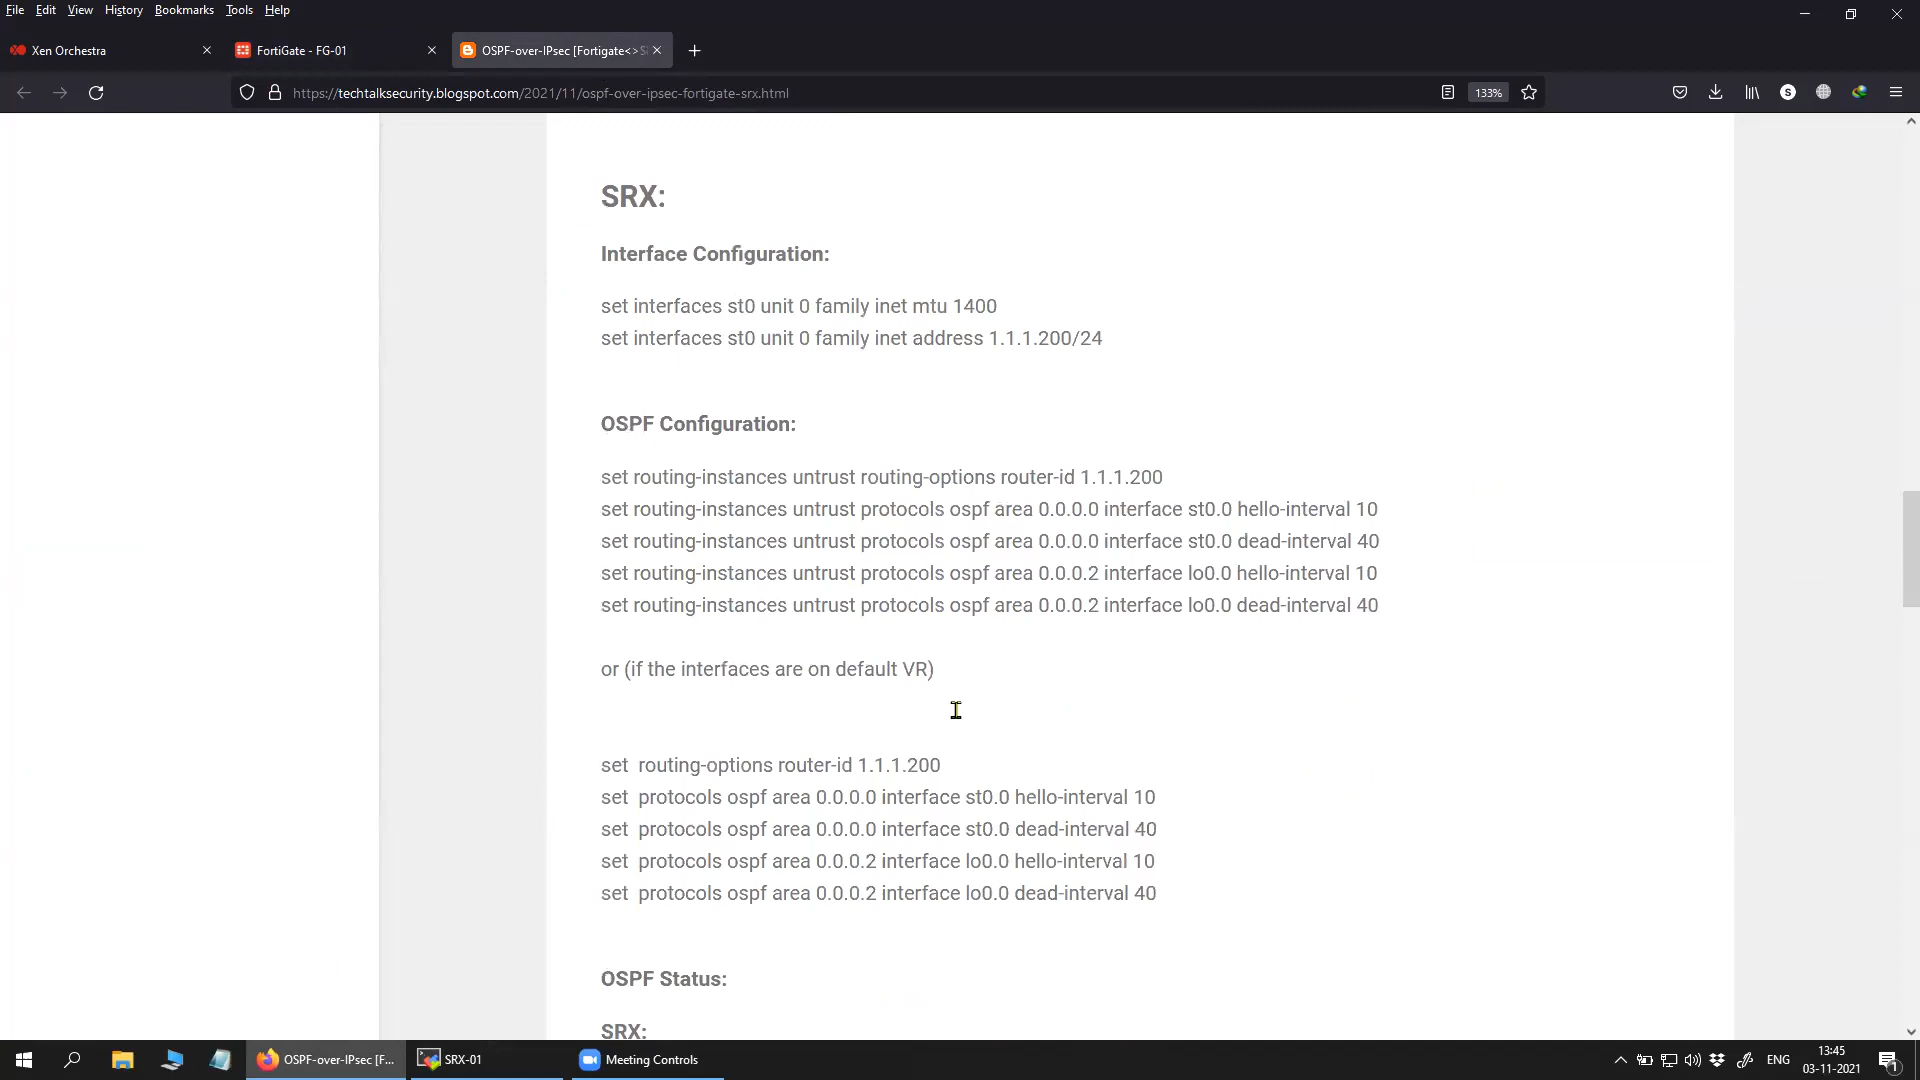 File Edit View History Bookmarks Tools Help
Xen Orchestra
FortiGate - FG-01
OSPF-over-IPsec [Fortigate<>S
https://techtalksecurity.blogspot.com/2021/11/ospf-over-ipsec-fortigate-srx.html
133%
SRX:
Interface Configuration:
set interfaces st0 unit 0 family inet mtu 1400
set interfaces st0 unit 0 family inet address 1.1.1.200/24
OSPF Configuration:
set routing-instances untrust routing-options router-id 1.1.1.200
set routing-instances untrust protocols ospf area 0.0.0.0 interface st0.0 hello-interval 10
set routing-instances untrust protocols ospf area 0.0.0.0 interface st0.0 dead-interval 40
set routing-instances untrust protocols ospf area 0.0.0.2 interface lo0.0 hello-interval 10
set routing-instances untrust protocols ospf area 0.0.0.2 interface lo0.0 dead-interval 40
or (if the interfaces are on default VR)
set  routing-options router-id 1.1.1.200
set  protocols ospf area 0.0.0.0 interface st0.0 hello-interval 10
set  protocols ospf area 0.0.0.0 interface st0.0 dead-interval 40
set  protocols ospf area 0.0.0.2 interface lo0.0 hello-interval 10
set  protocols ospf area 0.0.0.2 interface lo0.0 dead-interval 40
OSPF Status:
SRX:
OSPF-over-IPsec [F...
SRX-01
Meeting Controls
ENG
13:45
03-11-2021